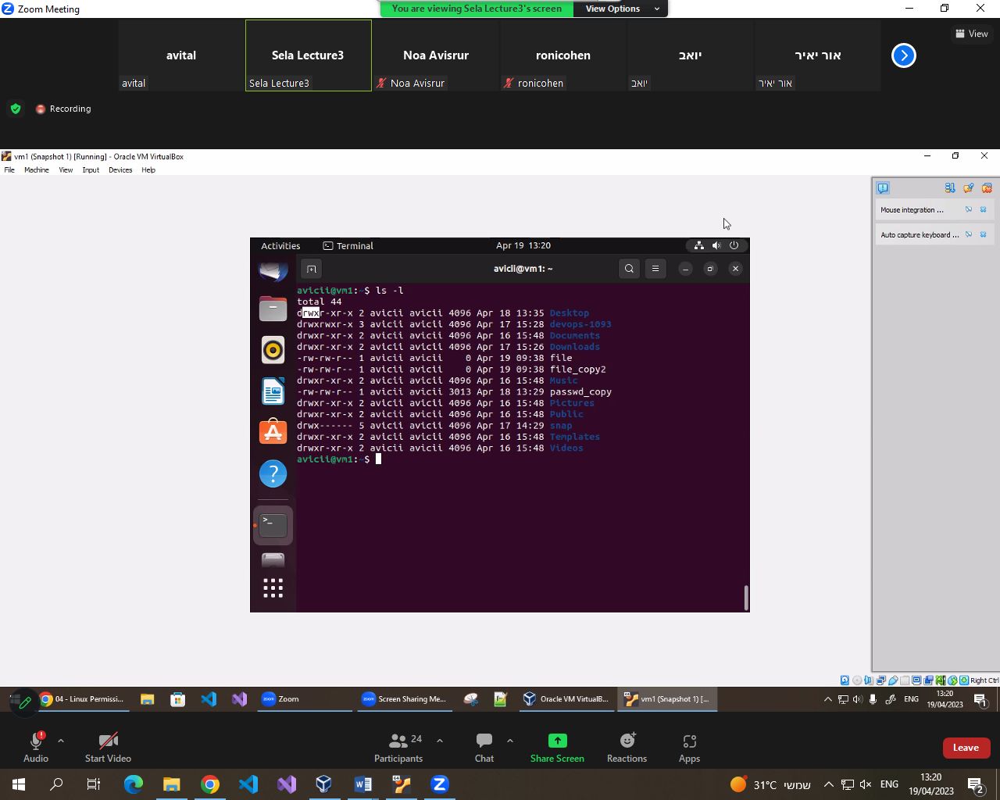 Zoom Meeting
You are viewing Sela Lecture3's screen
View Options
View
avital
Sela Lecture3
Noa Avisrur
ronicohen
יואב
אור יאיר
avital
Sela Lecture3
Noa Avisrur
ronicohen
יואב
אור יאיר
Recording
vm1 (Snapshot 1) [Running] - Oracle VM VirtualBox
File Machine View Input Devices Help
Mouse integration ...
Auto capture keyboard ...
Activities
Terminal
Apr 19 13:20
avicii@vm1: ~
avicii@vm1:~$ ls -l
total 44
drwxr-xr-x 2 avicii avicii 4096 Apr 18 13:35 Desktop
drwxrwxr-x 3 avicii avicii 4096 Apr 17 15:28 devops-1093
drwxr-xr-x 2 avicii avicii 4096 Apr 16 15:48 Documents
drwxr-xr-x 2 avicii avicii 4096 Apr 17 15:26 Downloads
-rw-rw-r-- 1 avicii avicii    0 Apr 19 09:38 file
-rw-rw-r-- 1 avicii avicii    0 Apr 19 09:38 file_copy2
drwxr-xr-x 2 avicii avicii 4096 Apr 16 15:48 Music
-rw-rw-r-- 1 avicii avicii 3013 Apr 18 13:29 passwd_copy
drwxr-xr-x 2 avicii avicii 4096 Apr 16 15:48 Pictures
drwxr-xr-x 2 avicii avicii 4096 Apr 16 15:48 Public
drwx------ 5 avicii avicii 4096 Apr 17 14:29 snap
drwxr-xr-x 2 avicii avicii 4096 Apr 16 15:48 Templates
drwxr-xr-x 2 avicii avicii 4096 Apr 16 15:48 Videos
avicii@vm1:~$
Right Ctrl
04 - Linux Permissi...
Zoom
Screen Sharing Me...
Oracle VM VirtualB...
vm1 (Snapshot 1) [...
ENG
13:20
19/04/2023
1
Audio
Start Video
24
Participants
Chat
Share Screen
Reactions
Apps
Leave
31°C שמשי
ENG
13:20
19/04/2023
2